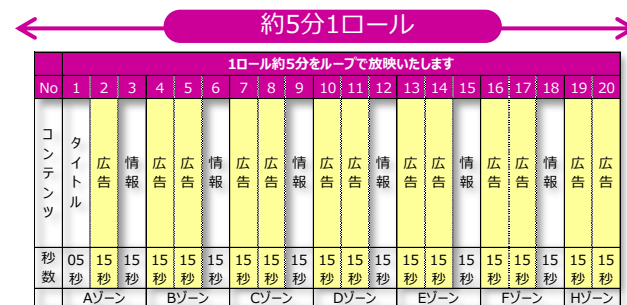 約5分1ロール
1ロール約5分をループで放映いたします
No 1 2 3 4 5 6 7 8 9 10 11 12 13 14 15 16 17 18 19 20
コンテンツ タイトル 広告 情報 広告 広告 情報 広告 広告 情報 広告 広告 情報 広告 広告 情報 広告 広告 情報 広告 広告
秒数 05秒 15秒 15秒 15秒 15秒 15秒 15秒 15秒 15秒 15秒 15秒 15秒 15秒 15秒 15秒 15秒 15秒 15秒 15秒 15秒
Aゾーン Bゾーン Cゾーン Dゾーン Eゾーン Fゾーン Hゾーン